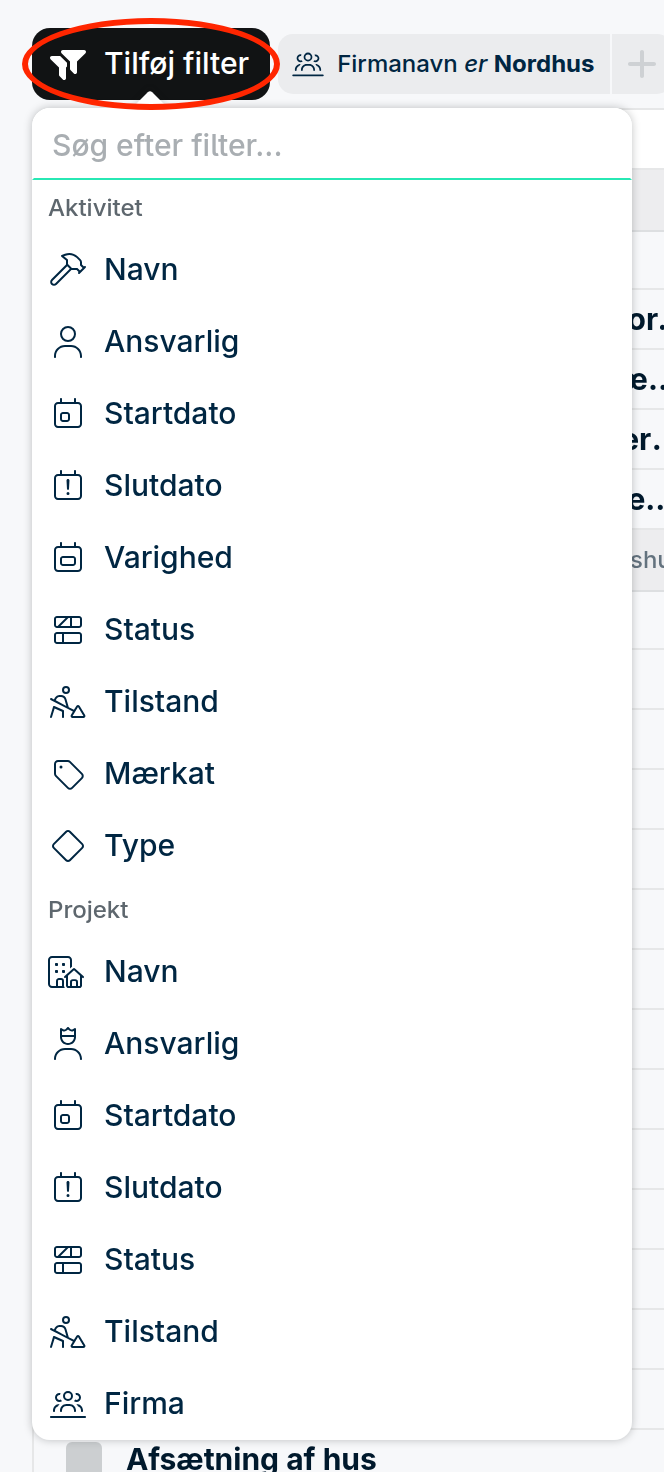 Tilføj filter
Firmanavn er Nordhus
Søg efter filter...
Aktivitet
Navn
Ansvarlig
Startdato
Slutdato
Varighed
Status
Tilstand
Mærkat
Type
Projekt
Navn
Ansvarlig
Startdato
Slutdato
Status
Tilstand
Firma
Afsætning af hus